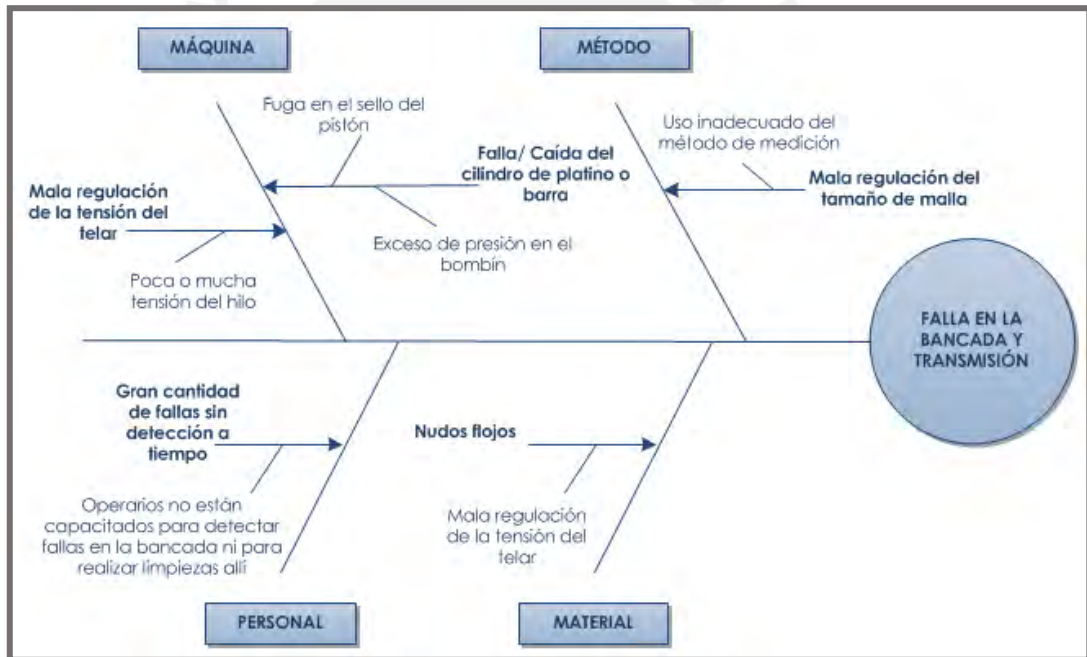 MÁQUINA
MÉTODO
Fuga en el sello del
pistón
Falla/ Caída del
cilindro de platino o
barra
Uso inadecuado del
método de medición
Mala regulación del
tamaño de malla
Mala regulación
de la tensión del
telar
Exceso de presión en el
bombín
Poca o mucha
tensión del hilo
FALLA EN LA
BANCADA Y
TRANSMISIÓN
Gran cantidad
de fallas sin
detección a
tiempo
Nudos flojos
Operarios no están
capacitados para detectar
fallas en la bancada ni para
realizar limpiezas allí
Mala regulación
de la tensión del
telar
PERSONAL
MATERIAL